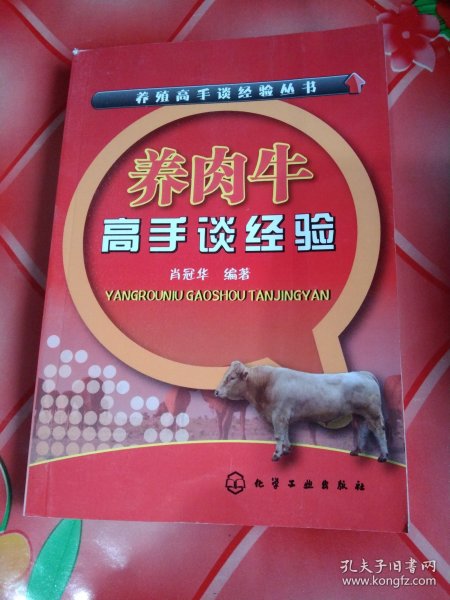 养殖高手谈经验丛书
养肉牛
高手谈经验
肖冠华 编著
YANGROUNIU GAOSHOU TANJINGYAN
化学工业出版社
孔夫子旧书网
www.kongfz.com